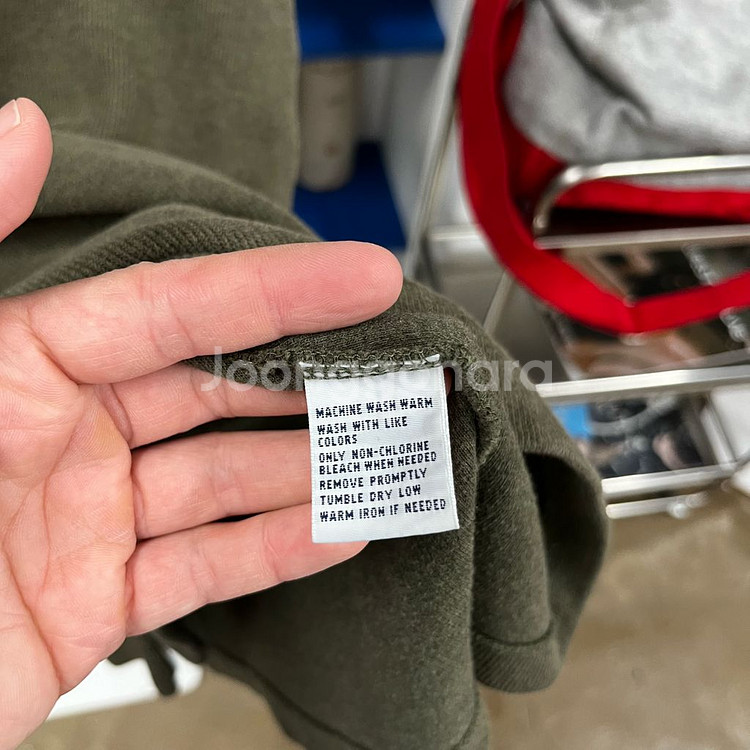 MACHINE WASH WARM
WASH WITH LIKE
COLORS
ONLY NON-CHLORINE
BLEACH WHEN NEEDED
REMOVE PROMPTLY
TUMBLE DRY LOW
WARM IRON IF NEEDED